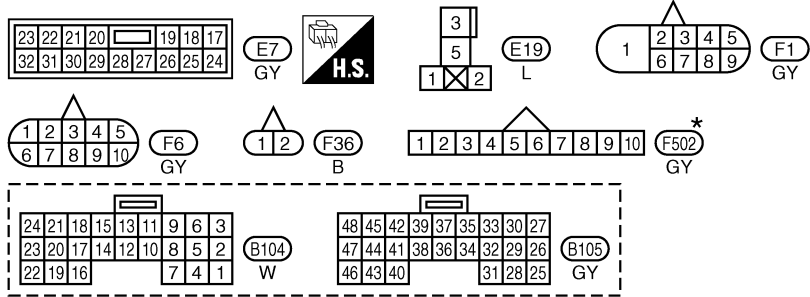 23 22 21 20 19 18 17
32 31 30 29 28 27 26 25 24
E7
GY
H.S.
3
5
1 2
E19
L
1
2 3 4 5
6 7 8 9
F1
GY
1 2 3 4 5
6 7 8 9 10
F6
GY
1 2
F36
B
1 2 3 4 5 6 7 8 9 10
*
F502
GY
24 21 18 15 13 11 9 6 3
23 20 17 14 12 10 8 5 2
22 19 16 7 4 1
B104
W
48 45 42 39 37 35 33 30 27
47 44 41 38 36 34 32 29 26
46 43 40 31 28 25
B105
GY